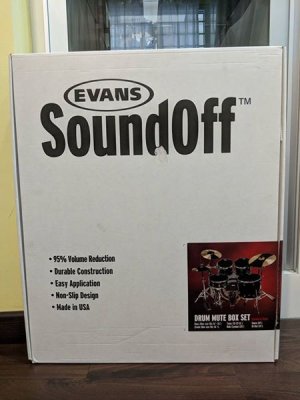 EVANS
SoundOff™
• 95% Volume Reduction
• Durable Construction
• Easy Application
• Non-Slip Design
• Made in USA
DRUM MUTE BOX SET